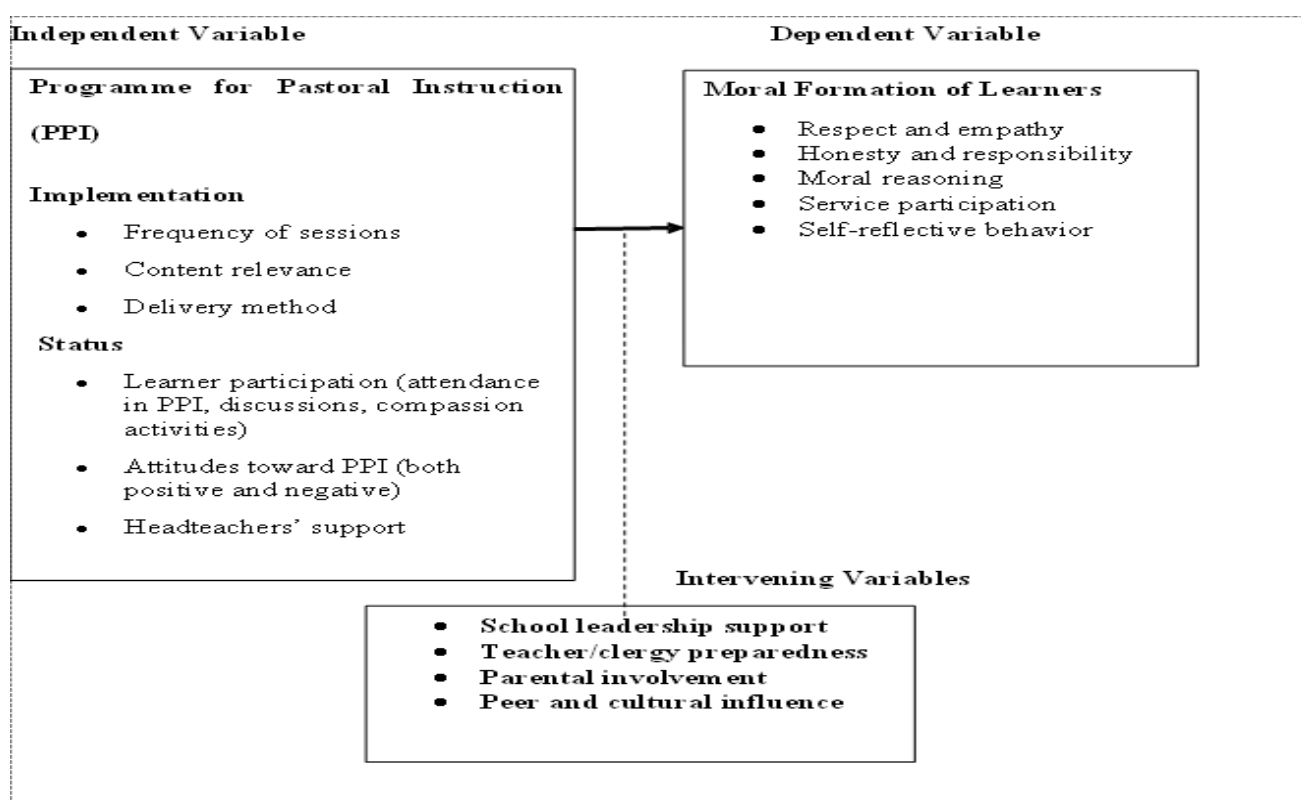 Independent Variable
Dependent Variable
Programme for Pastoral Instruction
(PPI)
Implementation
• Frequency of sessions
• Content relevance
• Delivery method
Status
• Learner participation (attendance
in PPI, discussions, compassion
activities)
• Attitudes toward PPI (both
positive and negative)
• Headteachers' support
Moral Formation of Learners
• Respect and empathy
• Honesty and responsibility
• Moral reasoning
• Service participation
• Self-reflective behavior
Intervening Variables
• School leadership support
• Teacher/clergy preparedness
• Parental involvement
• Peer and cultural influence